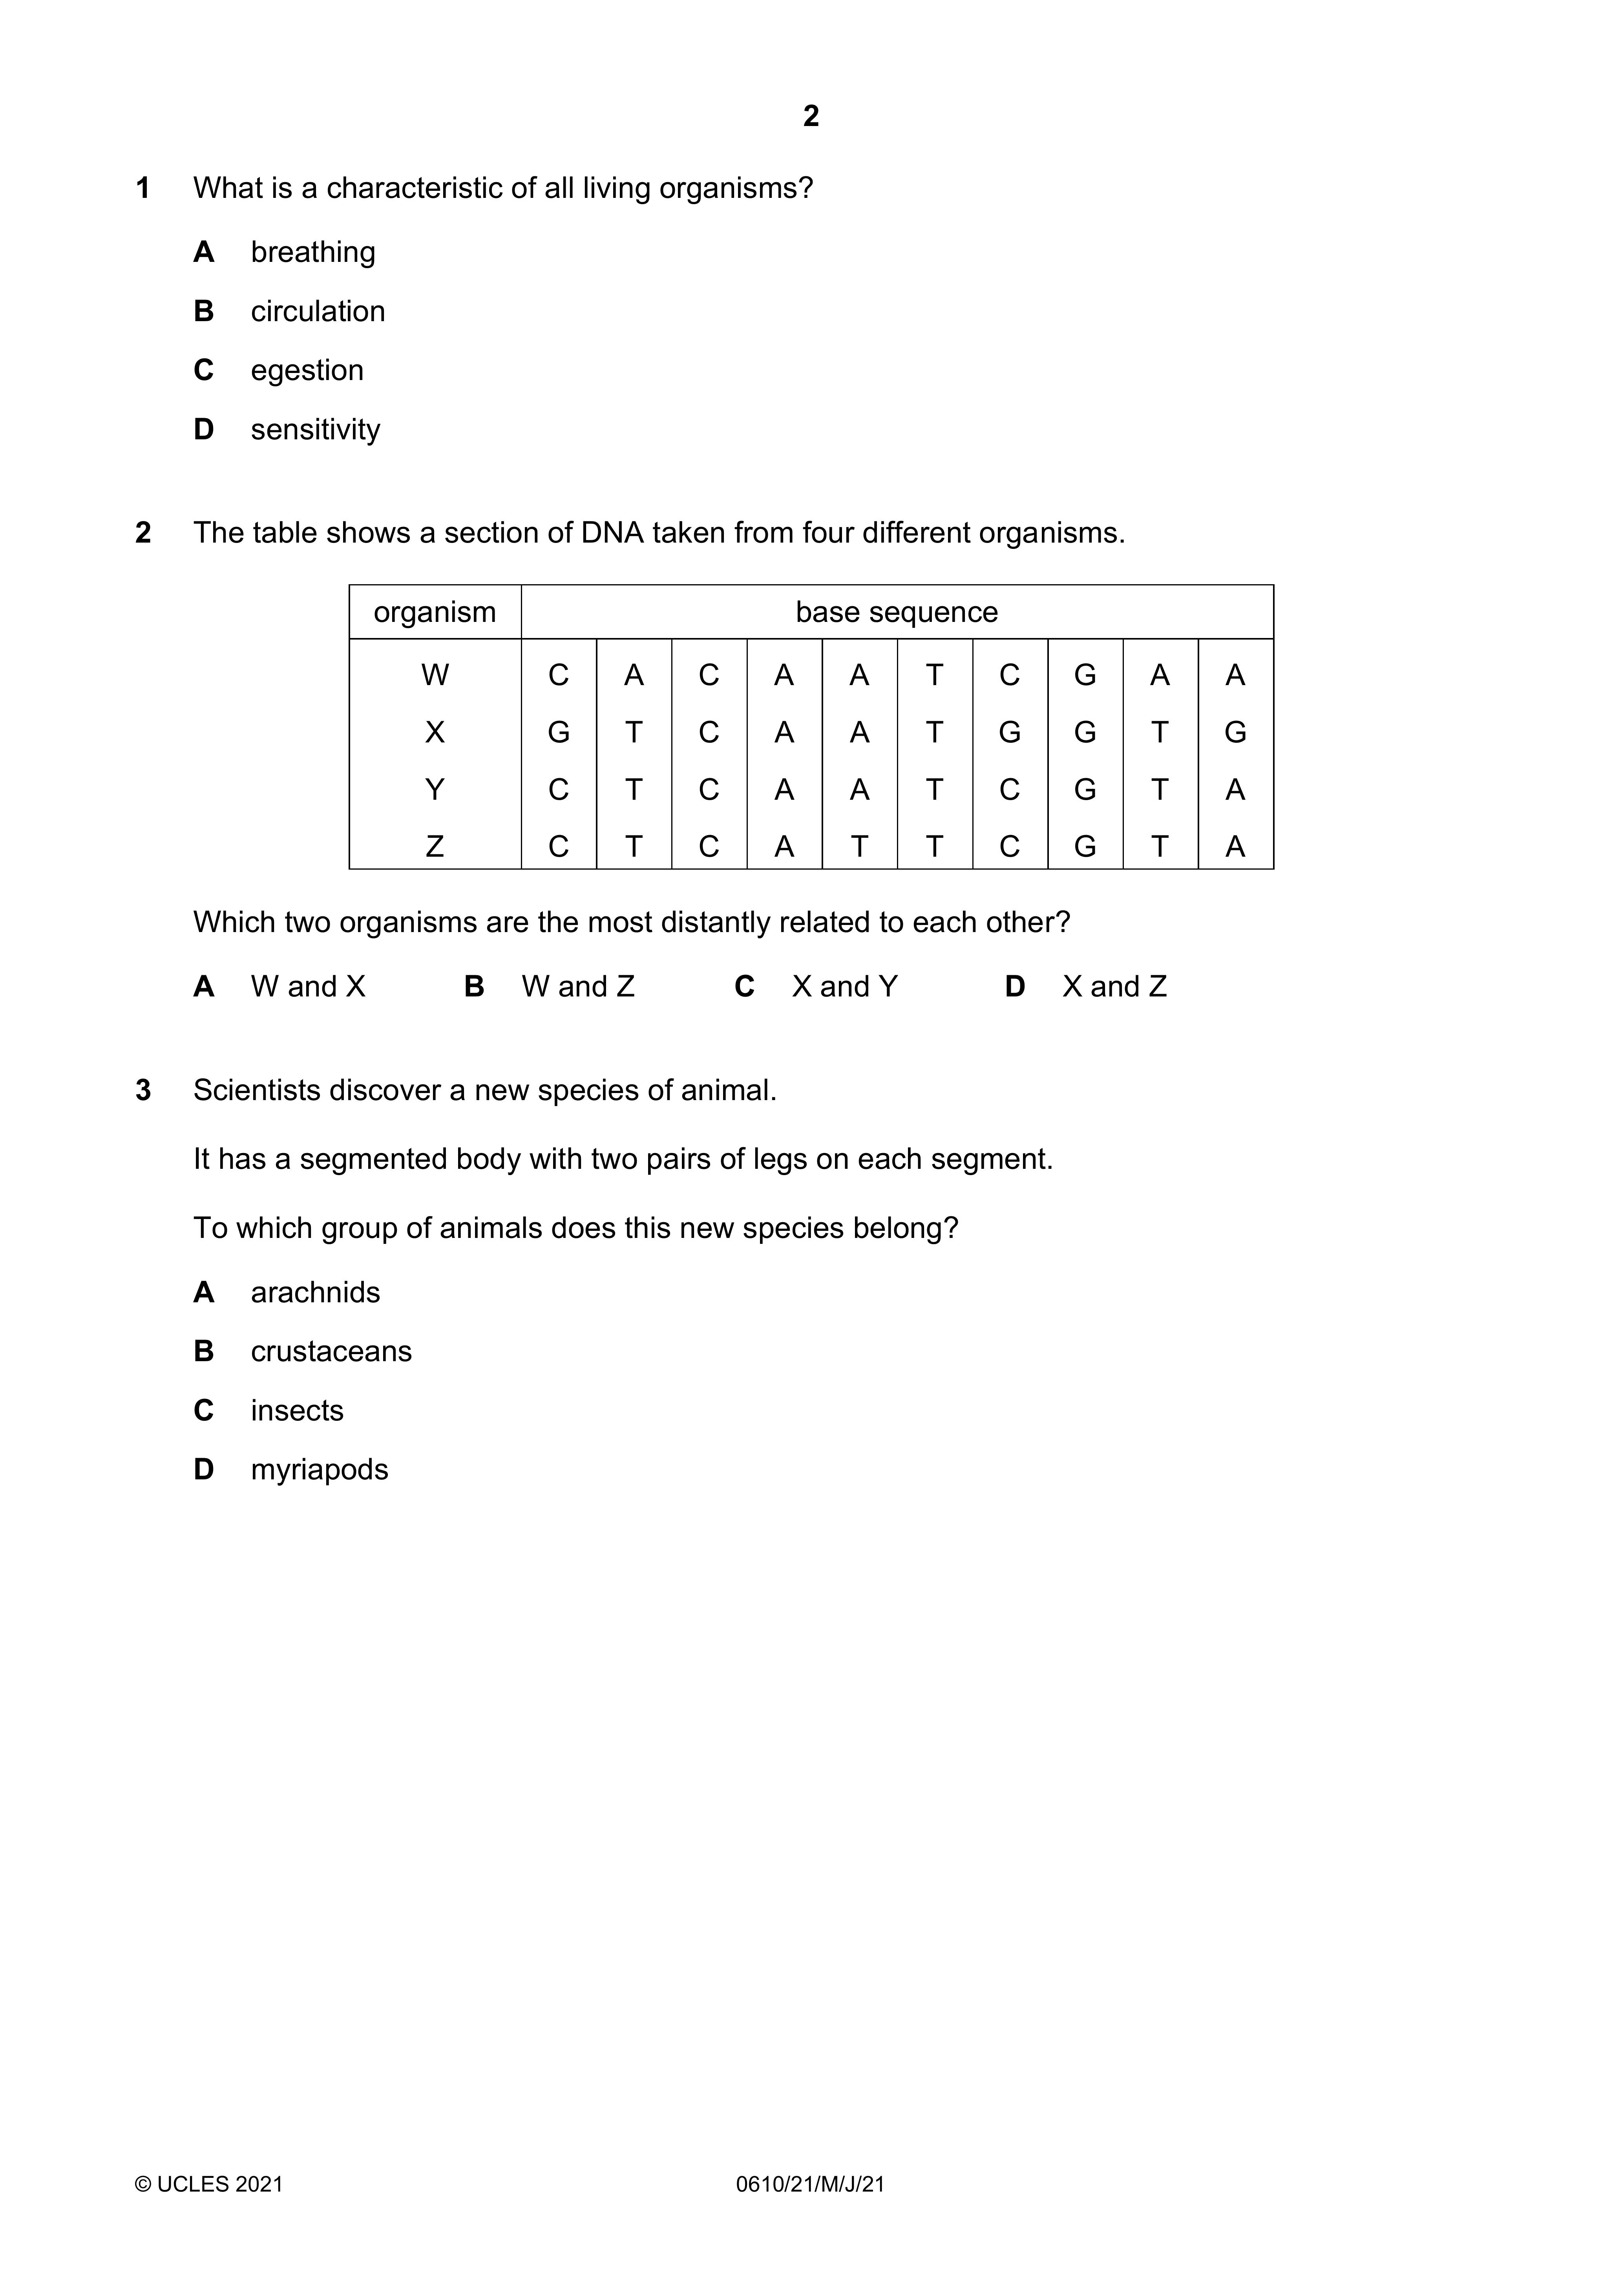 2
1 What is a characteristic of all living organisms?
A breathing
B circulation
C egestion
D sensitivity
2 The table shows a section of DNA taken from four different organisms.
organism base sequence
W C A C A A T C G A A
X G T C A A T G G T G
Y C T C A A T C G T A
Z C T C A T T C G T A
Which two organisms are the most distantly related to each other?
A W and X B W and Z C X and Y D X and Z
3 Scientists discover a new species of animal.
It has a segmented body with two pairs of legs on each segment.
To which group of animals does this new species belong?
A arachnids
B crustaceans
C insects
D myriapods
© UCLES 2021 0610/21/M/J/21